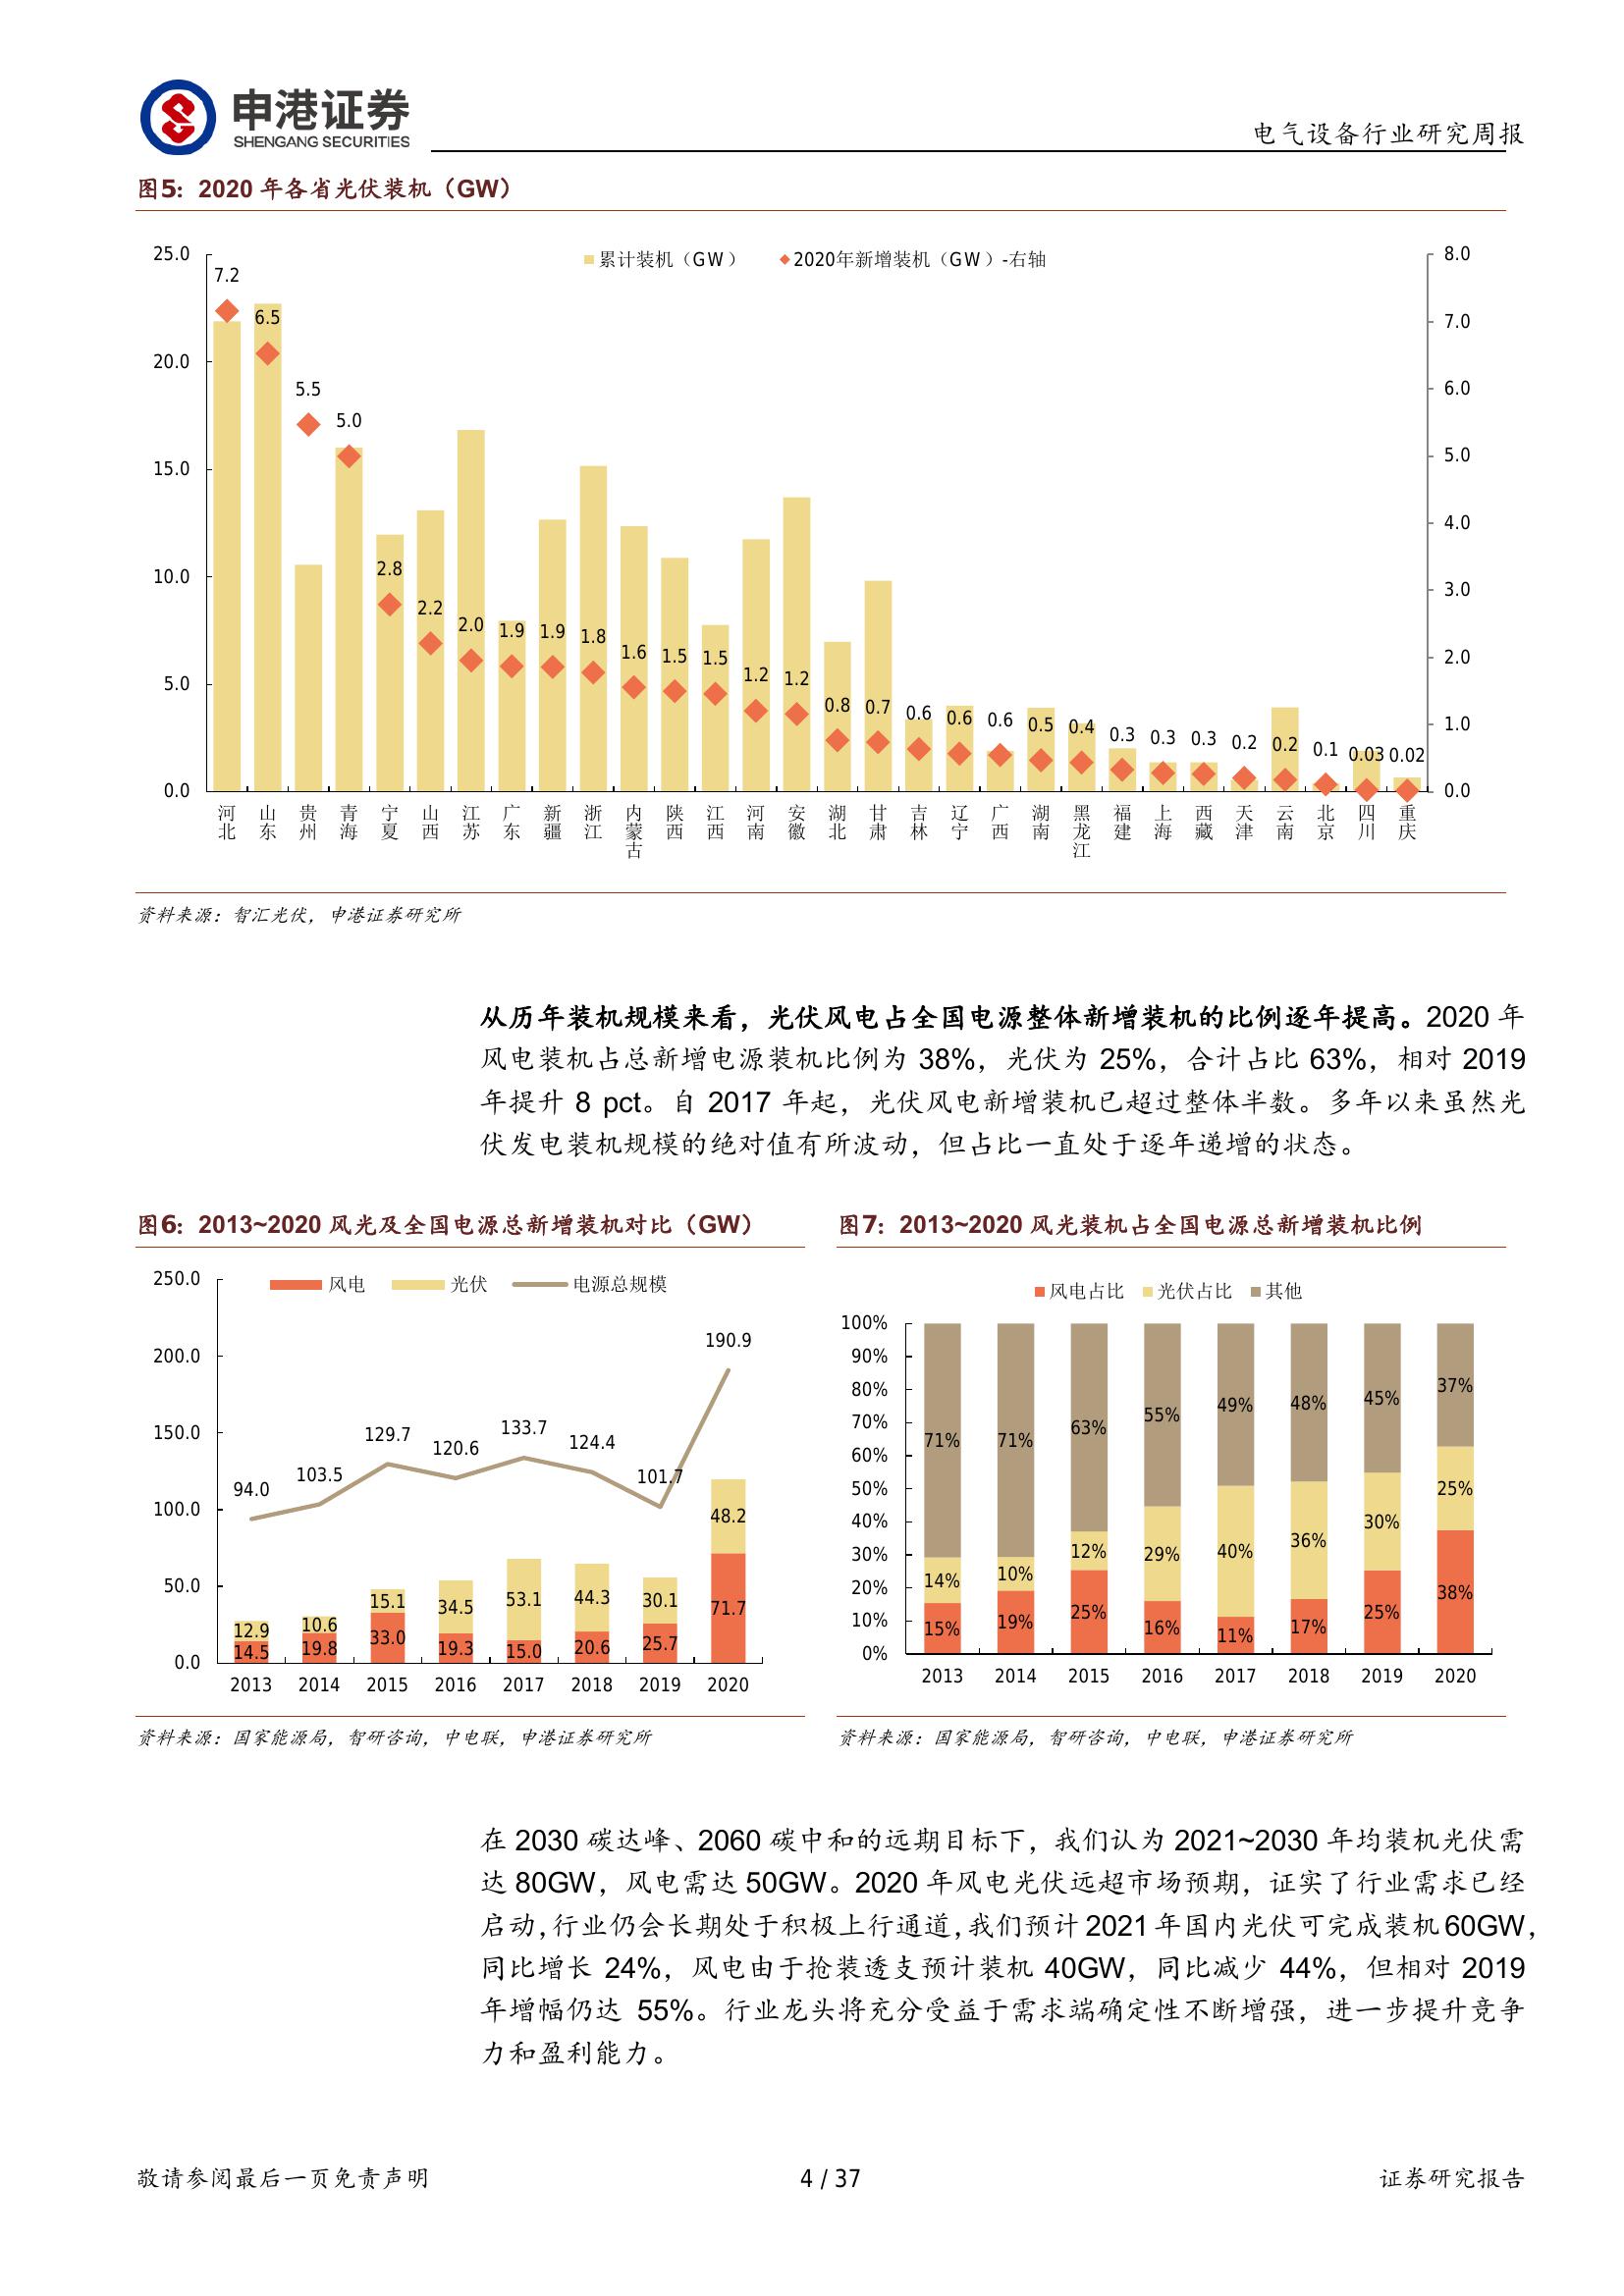 申港证券
SHENGANG SECURITIES
电气设备行业研究周报
图5：2020 年各省光伏装机（GW）
累计装机（GW） 2020年新增装机（GW）-右轴
25.0
20.0
15.0
10.0
5.0
0.0
8.0
7.0
6.0
5.0
4.0
3.0
2.0
1.0
0.0
7.2 6.5 5.5 5.0 2.8 2.2 2.0 1.9 1.9 1.8 1.6 1.5 1.5 1.2 1.2 0.8 0.7 0.6 0.6 0.6 0.5 0.4 0.3 0.3 0.3 0.2 0.2 0.1 0.03 0.02
河北 山东 贵州 青海 宁夏 山西 江苏 广东 新疆 浙江 内蒙古 陕西 江西 河南 安徽 湖北 甘肃 吉林 辽宁 广西 湖南 黑龙江 福建 上海 西藏 天津 云南 北京 四川 重庆
资料来源：智汇光伏，申港证券研究所
从历年装机规模来看，光伏风电占全国电源整体新增装机的比例逐年提高。2020 年
风电装机占总新增电源装机比例为 38%，光伏为 25%，合计占比 63%，相对 2019
年提升 8 pct。自 2017 年起，光伏风电新增装机已超过整体半数。多年以来虽然光
伏发电装机规模的绝对值有所波动，但占比一直处于逐年递增的状态。
图6：2013~2020 风光及全国电源总新增装机对比（GW）
风电 光伏 电源总规模
250.0
200.0
150.0
100.0
50.0
0.0
94.0 103.5 129.7 120.6 133.7 124.4 101.7 190.9
12.9 10.6 15.1 34.5 53.1 44.3 30.1 48.2
14.5 19.8 33.0 19.3 15.0 20.6 25.7 71.7
2013 2014 2015 2016 2017 2018 2019 2020
资料来源：国家能源局，智研咨询，中电联，申港证券研究所
图7：2013~2020 风光装机占全国电源总新增装机比例
风电占比 光伏占比 其他
100%
90%
80%
70%
60%
50%
40%
30%
20%
10%
0%
71% 71% 63% 55% 49% 48% 45% 37%
14% 10% 12% 29% 40% 36% 30% 25%
15% 19% 25% 16% 11% 17% 25% 38%
2013 2014 2015 2016 2017 2018 2019 2020
资料来源：国家能源局，智研咨询，中电联，申港证券研究所
在 2030 碳达峰、2060 碳中和的远期目标下，我们认为 2021~2030 年均装机光伏需
达 80GW，风电需达 50GW。2020 年风电光伏远超市场预期，证实了行业需求已经
启动，行业仍会长期处于积极上行通道，我们预计 2021 年国内光伏可完成装机 60GW，
同比增长 24%，风电由于抢装透支预计装机 40GW，同比减少 44%，但相对 2019
年增幅仍达 55%。行业龙头将充分受益于需求端确定性不断增强，进一步提升竞争
力和盈利能力。
敬请参阅最后一页免责声明
4 / 37
证券研究报告